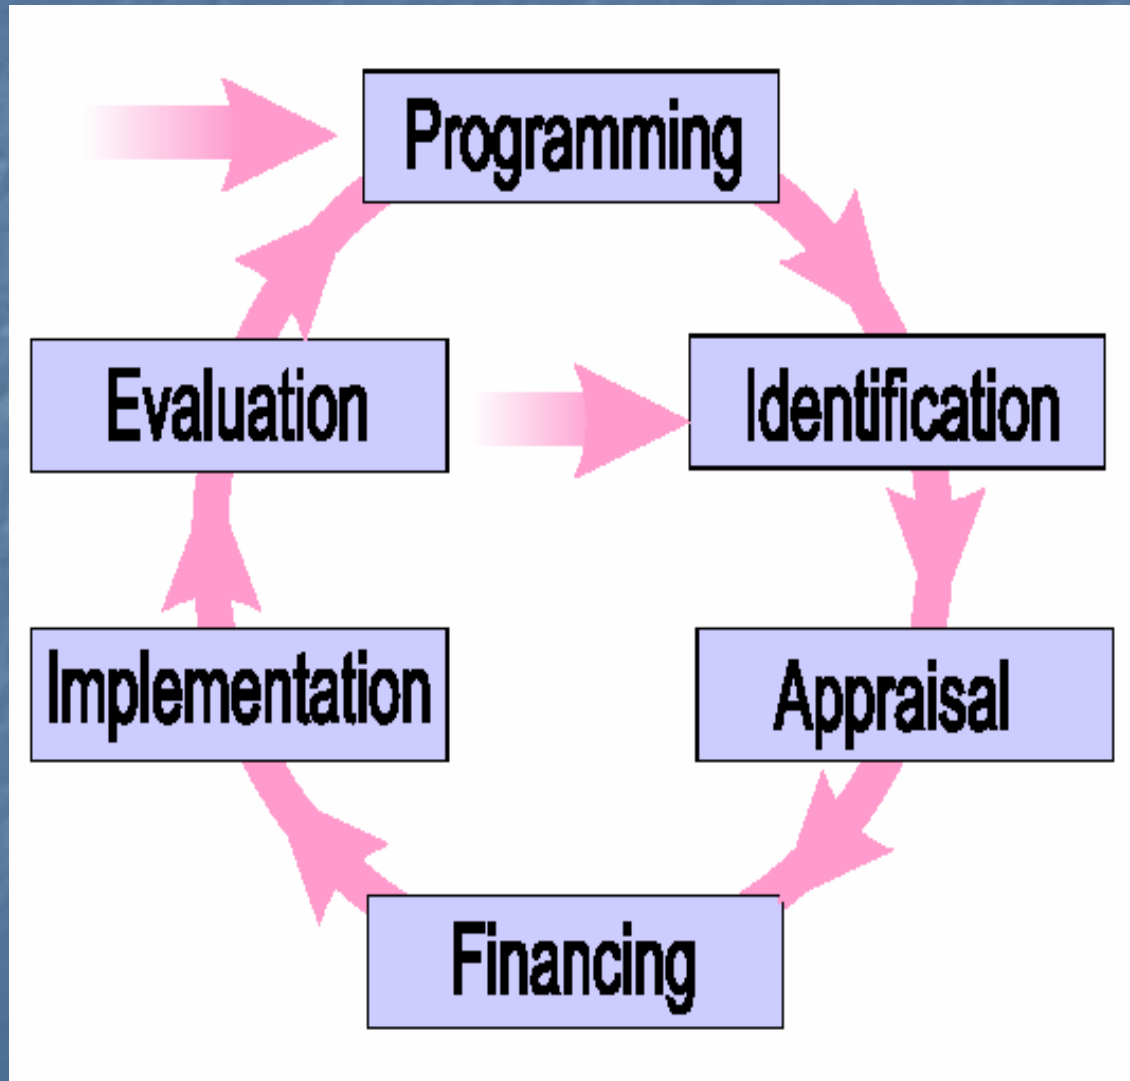 Programming
Identification
Appraisal
Financing
Implementation
Evaluation